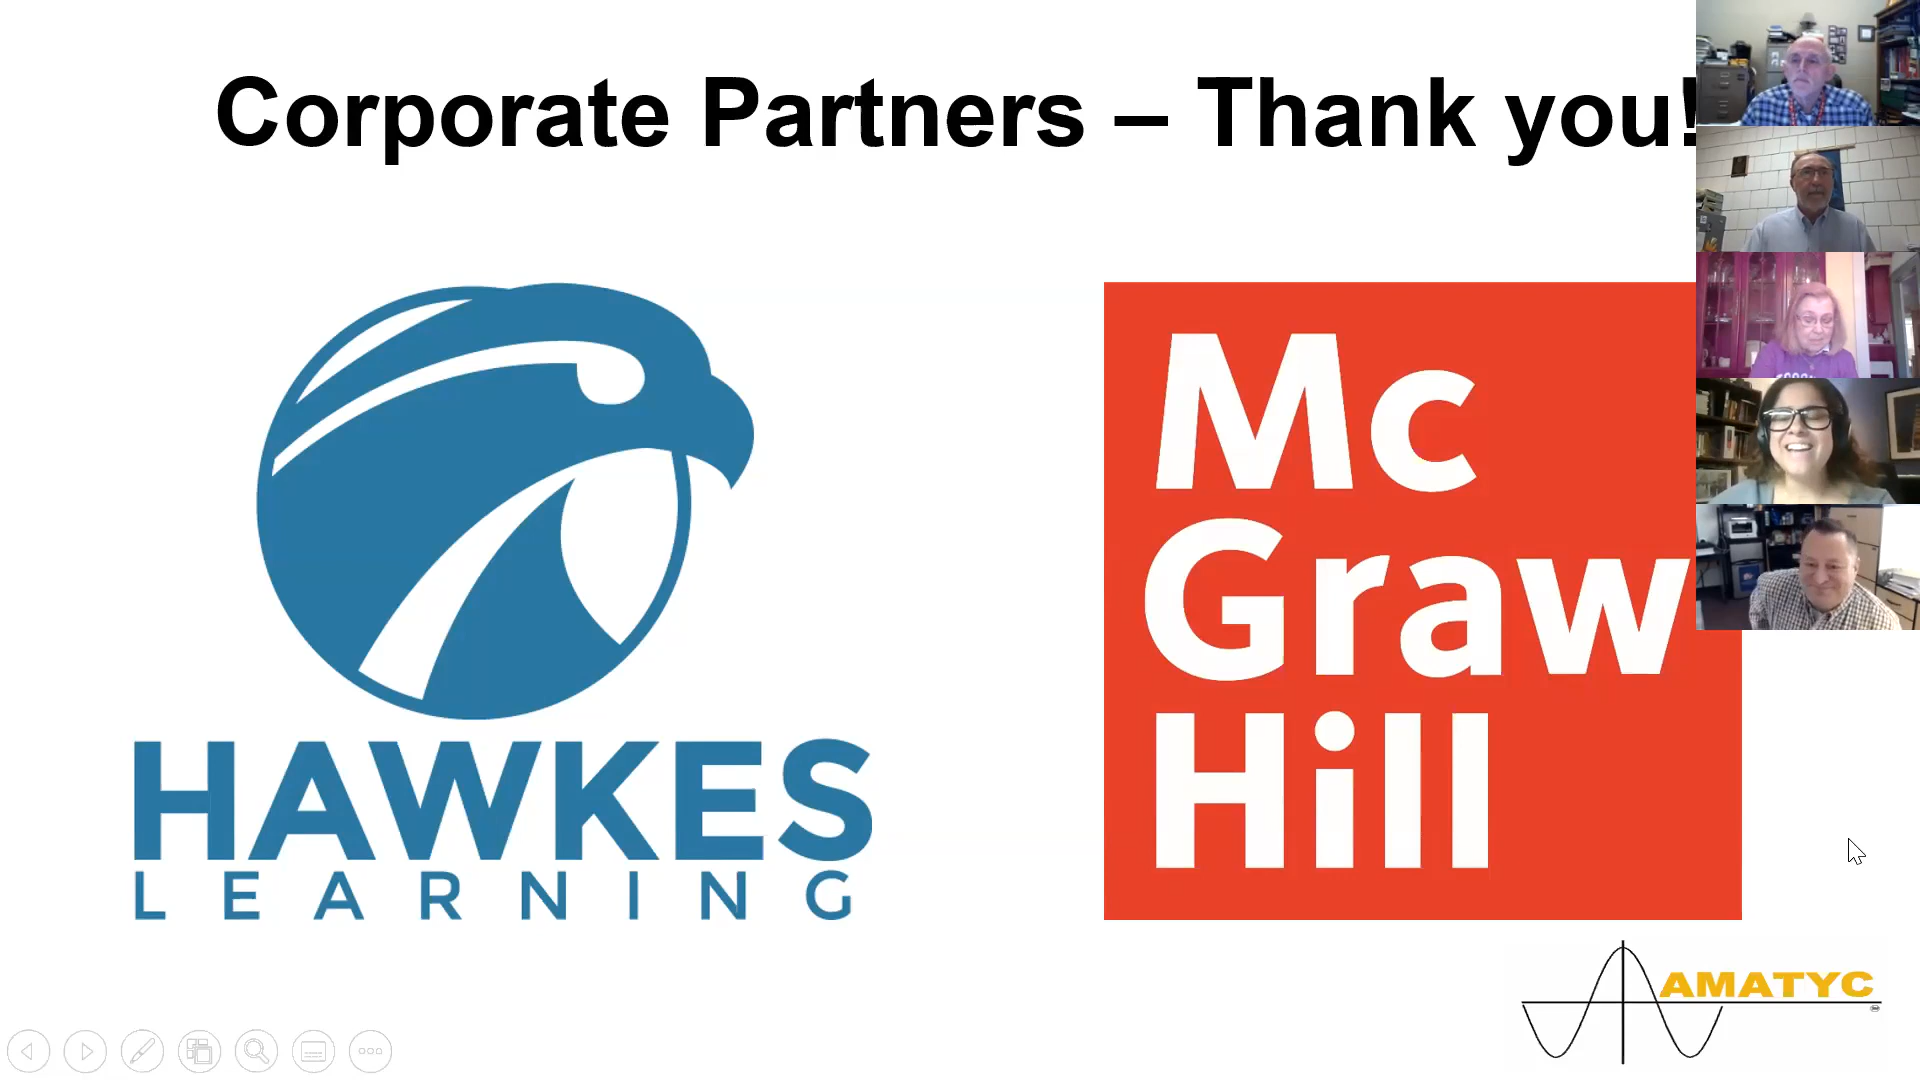 Corporate Partners – Thank you!
HAWKES
LEARNING
Mc
Graw
Hill
AMATYC